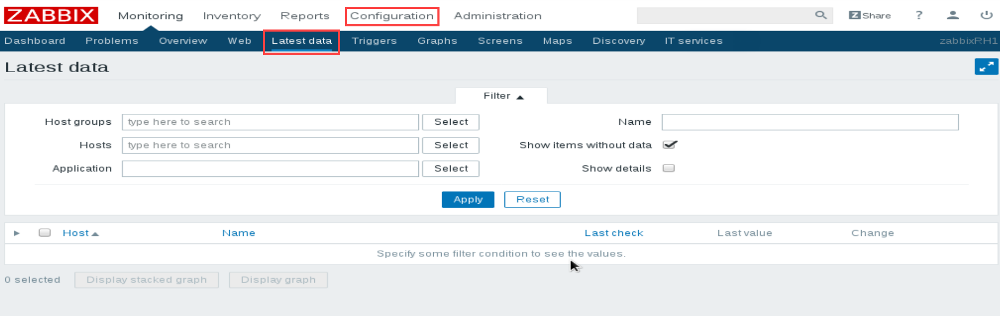 ZABBIX Monitoring Inventory Reports Configuration Administration Z Share ?
Dashboard Problems Overview Web Latest data Triggers Graphs Screens Maps Discovery IT services zabbixRH1
Latest data
Filter
Host groups type here to search Select Name
Hosts type here to search Select Show items without data
Application Select Show details
Apply Reset
Host Name Last check Last value Change
Specify some filter condition to see the values.
0 selected Display stacked graph Display graph